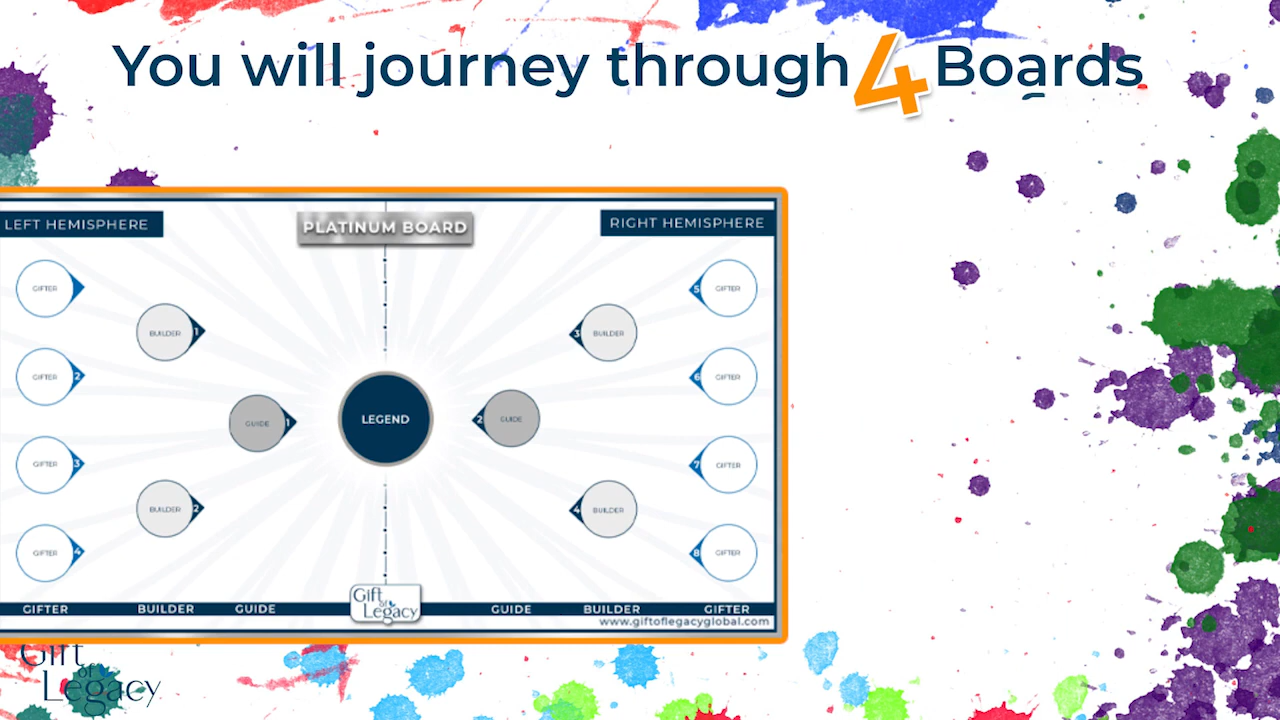 You will journey through 4 Boards
LEFT HEMISPHERE
PLATINUM BOARD
RIGHT HEMISPHERE
GIFTER
5 GIFTER
BUILDER 1
3 BUILDER
GIFTER 2
6 GIFTER
GUIDE 1
LEGEND
2 GUIDE
GIFTER 3
7 GIFTER
BUILDER 2
4 BUILDER
GIFTER 4
8 GIFTER
Gift of Legacy
GIFTER BUILDER GUIDE
GUIDE BUILDER GIFTER
www.giftoflegacyglobal.com
Gift
of
Legacy